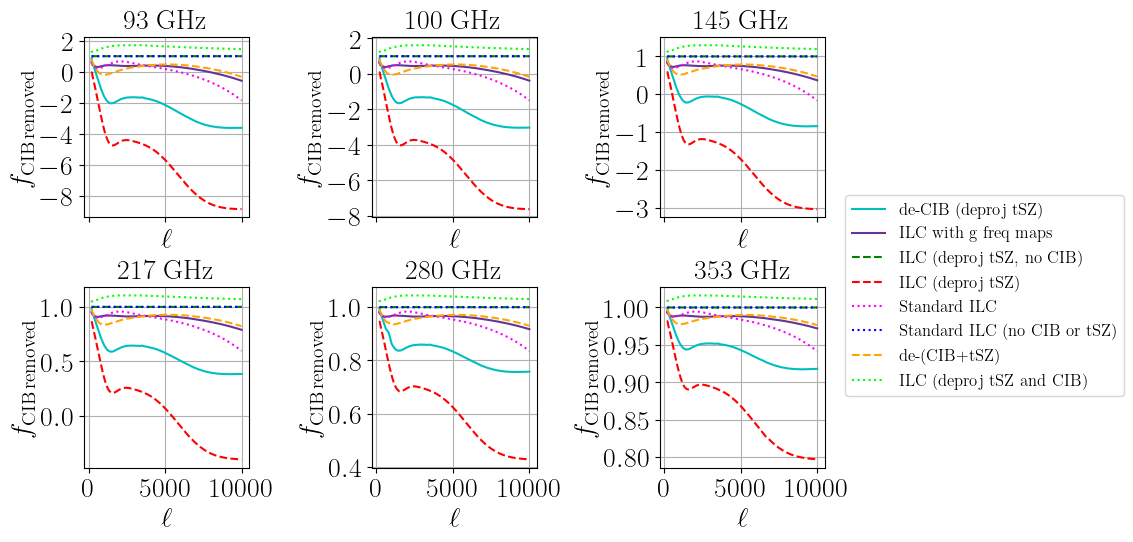 93 GHz
100 GHz
145 GHz
2
0
−2
−4
−6
−8
f_CIB removed
ℓ
2
0
−2
−4
−6
−8
f_CIB removed
ℓ
1
0
−1
−2
−3
f_CIB removed
ℓ
217 GHz
280 GHz
353 GHz
1.0
0.5
0.0
f_CIB removed
0 5000 10000
ℓ
1.0
0.8
0.6
0.4
f_CIB removed
0 5000 10000
ℓ
1.00
0.95
0.90
0.85
0.80
f_CIB removed
0 5000 10000
ℓ
de-CIB (deproj tSZ)
ILC with g freq maps
ILC (deproj tSZ, no CIB)
ILC (deproj tSZ)
Standard ILC
Standard ILC (no CIB or tSZ)
de-(CIB+tSZ)
ILC (deproj tSZ and CIB)